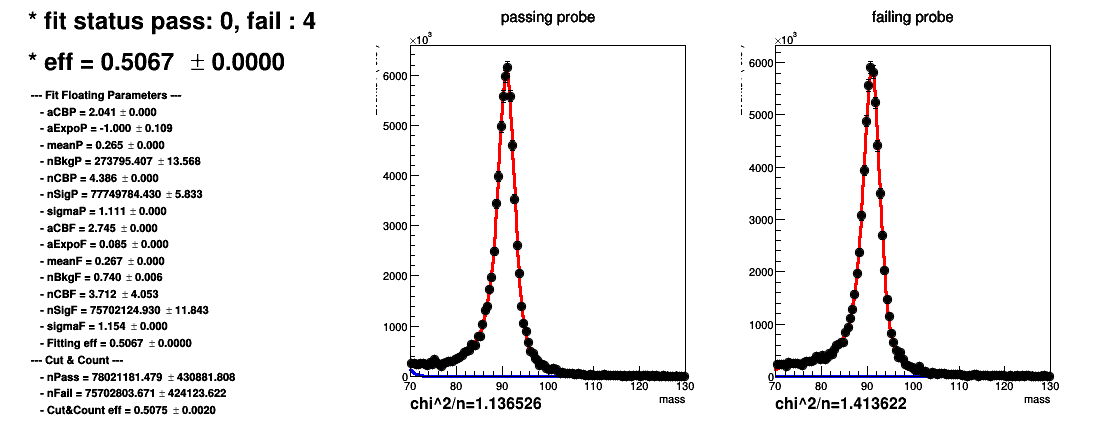 * fit status pass: 0, fail : 4
* eff = 0.5067 ± 0.0000
--- Fit Floating Parameters ---
- aCBP = 2.041 ± 0.000
- aExpoP = -1.000 ± 0.109
- meanP = 0.265 ± 0.000
- nBkgP = 273795.407 ± 13.568
- nCBP = 4.386 ± 0.000
- nSigP = 77749784.430 ± 5.833
- sigmaP = 1.111 ± 0.000
- aCBF = 2.745 ± 0.000
- aExpoF = 0.085 ± 0.000
- meanF = 0.267 ± 0.000
- nBkgF = 0.740 ± 0.006
- nCBF = 3.712 ± 4.053
- nSigF = 75702124.930 ± 11.843
- sigmaF = 1.154 ± 0.000
- Fitting eff = 0.5067 ± 0.0000
--- Cut & Count ---
- nPass = 78021181.479 ± 430881.808
- nFail = 75702803.671 ± 424123.622
- Cut&Count eff = 0.5075 ± 0.0020
passing probe
×10³
6000
5000
4000
3000
2000
1000
0
70 80 90 100 110 120 130
mass
chi^2/n=1.136526
failing probe
×10³
6000
5000
4000
3000
2000
1000
0
70 80 90 100 110 120 130
mass
chi^2/n=1.413622